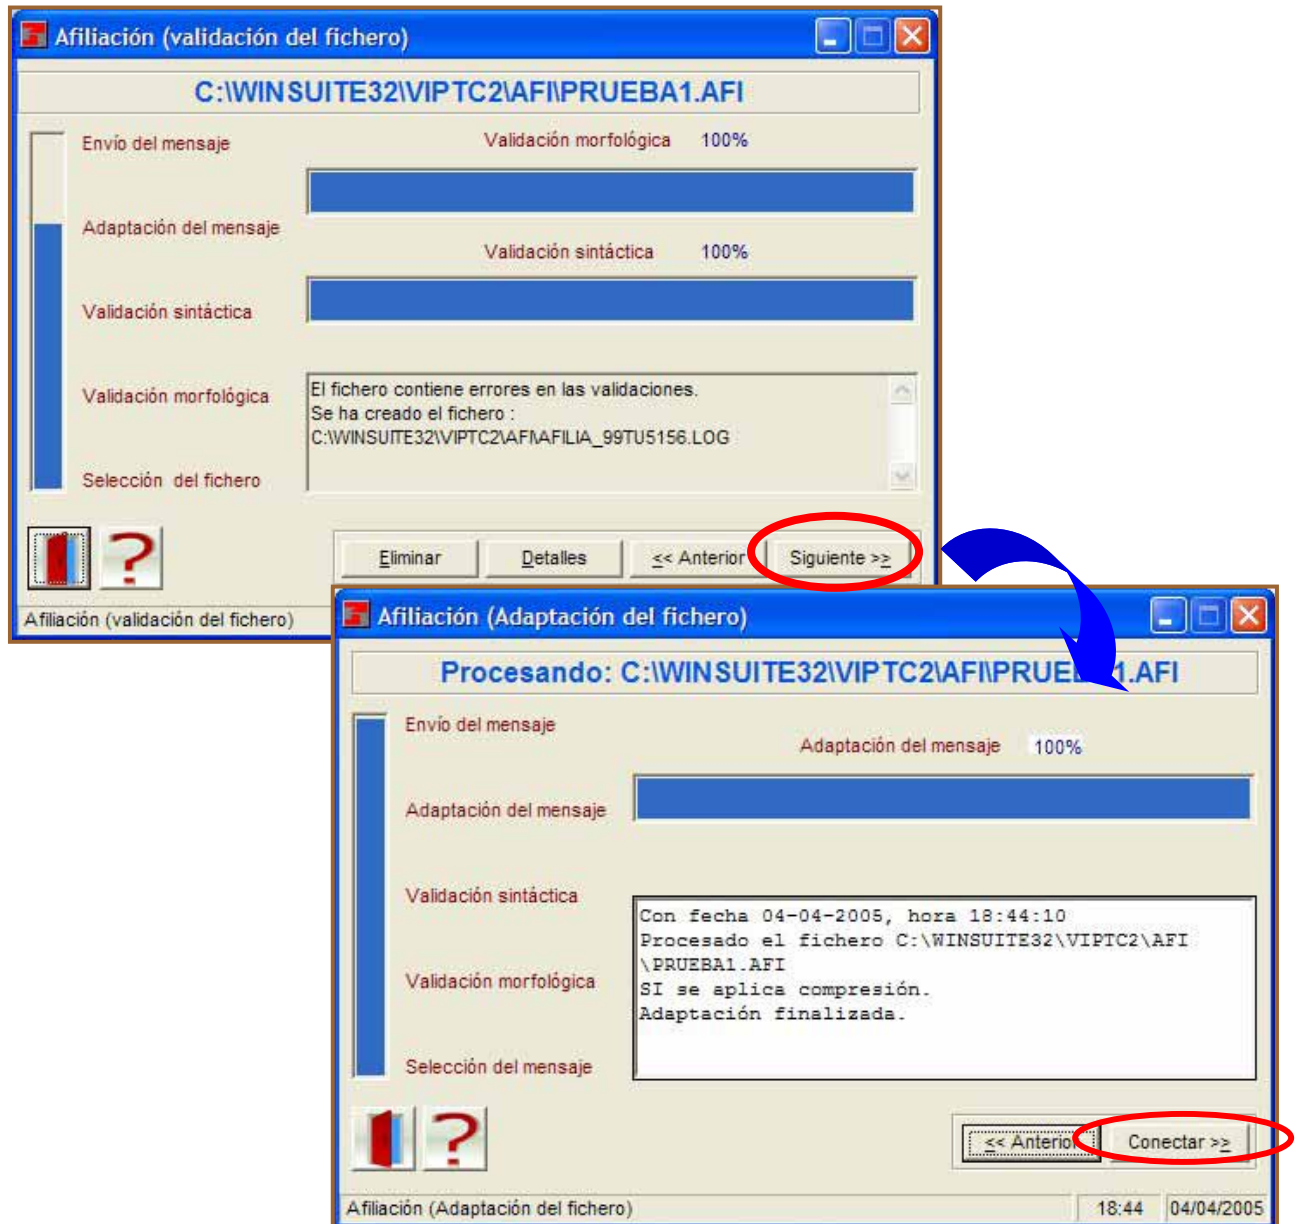 Afiliación (validación del fichero)
C:\WINSUITE32\VIPTC2\AFI\PRUEBA1.AFI
Envío del mensaje
Validación morfológica 100%
Adaptación del mensaje
Validación sintáctica 100%
Validación sintáctica
Validación morfológica
El fichero contiene errores en las validaciones.
Se ha creado el fichero :
C:\WINSUITE32\VIPTC2\AFI\AFILIA_99TU5156.LOG
Selección del fichero
Eliminar Detalles << Anterior Siguiente >>
Afiliación (validación del fichero)
Afiliación (Adaptación del fichero)
Procesando: C:\WINSUITE32\VIPTC2\AFI\PRUE 1.AFI
Envío del mensaje
Adaptación del mensaje 100%
Adaptación del mensaje
Validación sintáctica
Con fecha 04-04-2005, hora 18:44:10
Procesado el fichero C:\WINSUITE32\VIPTC2\AFI
\PRUEBA1.AFI
SI se aplica compresión.
Adaptación finalizada.
Validación morfológica
Selección del mensaje
<< Anterior Conectar >>
Afiliación (Adaptación del fichero) 18:44 04/04/2005